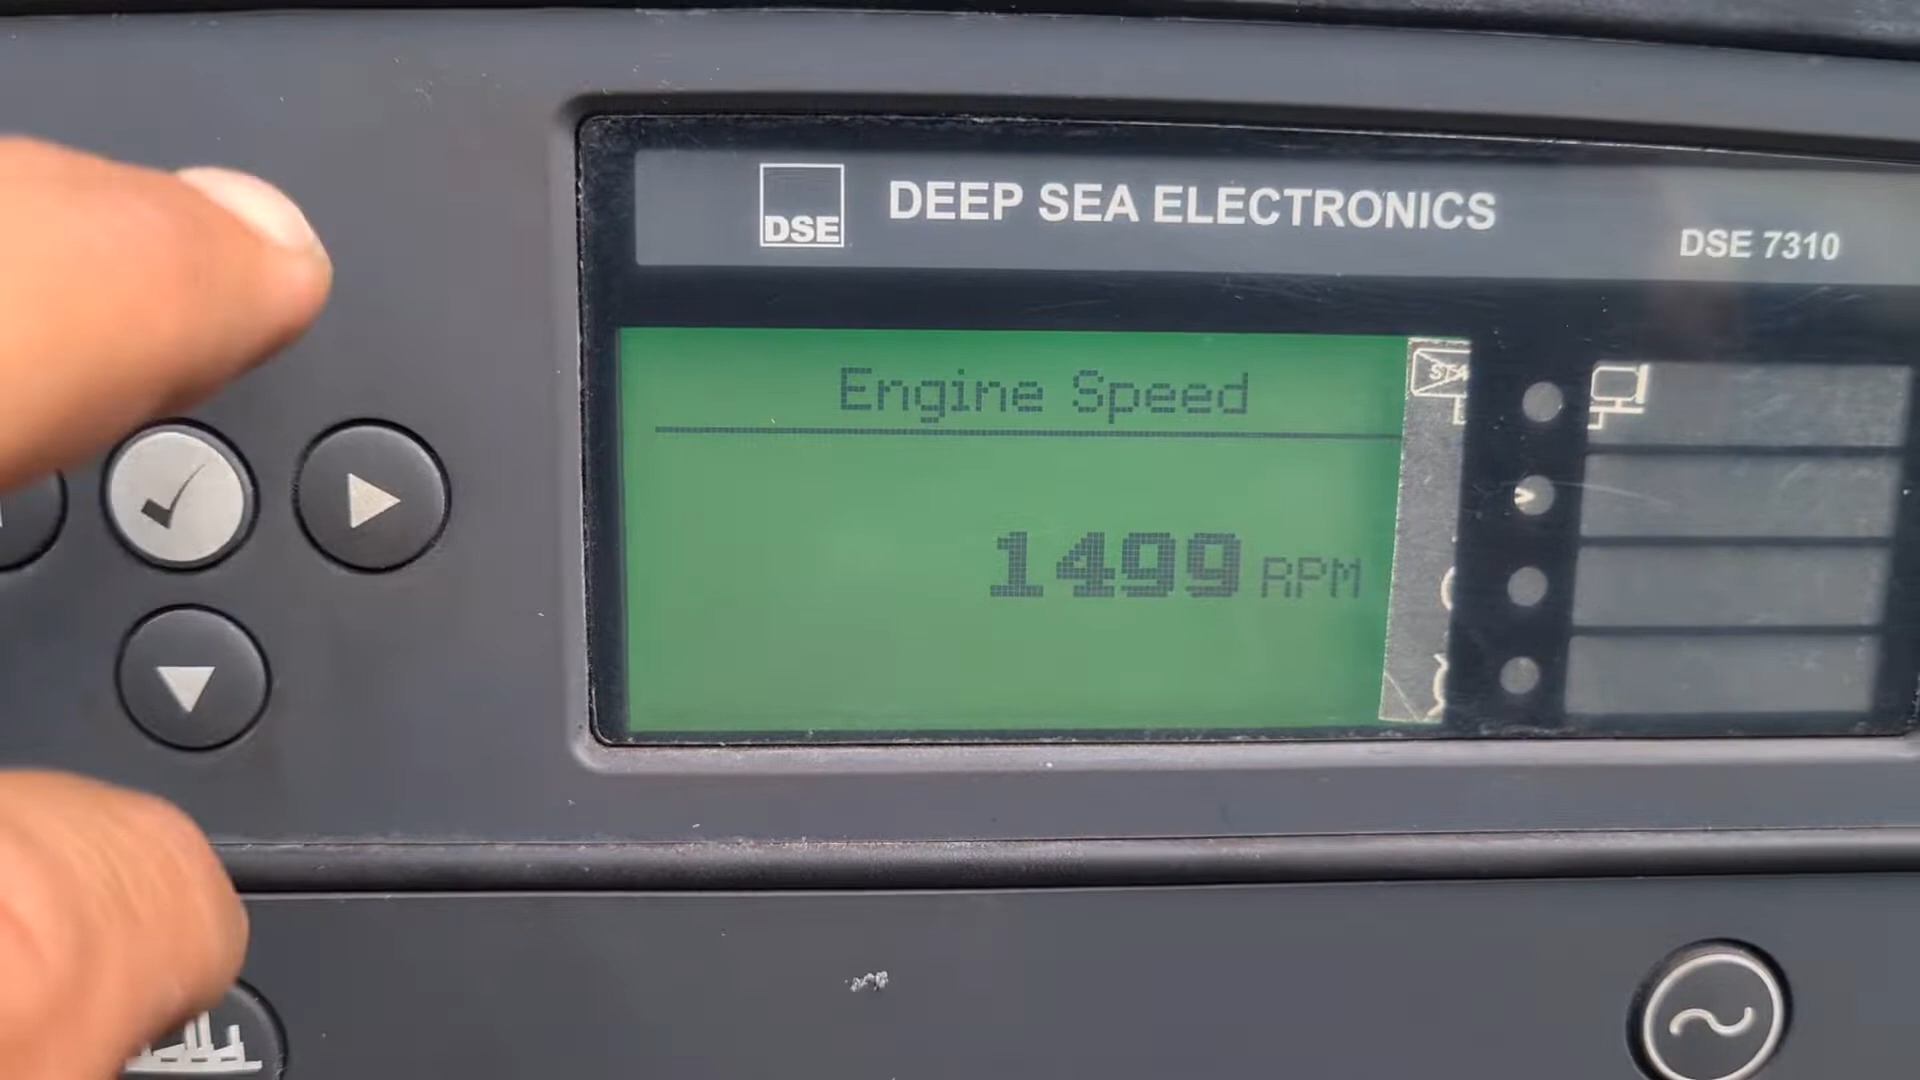 DSE
DEEP SEA ELECTRONICS
DSE 7310
Engine Speed
1499 RPM